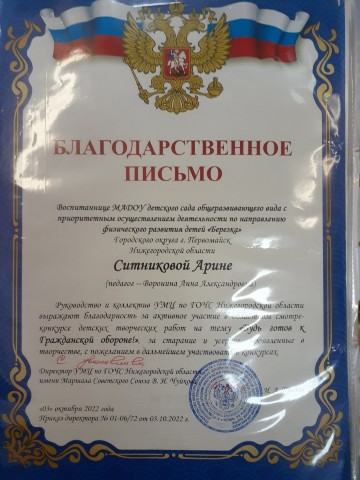 БЛАГОДАРСТВЕННОЕ
ПИСЬМО
Воспитаннице МАДОУ детского сада общеразвивающего вида с
приоритетным осуществлением деятельности по направлению
физического развития детей «Березка»
Городского округа г. Первомайск
Нижегородской области
Ситниковой Арине
(педагог – Воронина Анна Александровна)
Руководство и коллектив УМЦ по ГОЧС Нижегородской области
выражают благодарность за активное участие в областном смотре-
конкурсе детских творческих работ на тему «Будь готов к
Гражданской обороне!», за старание и
творчестве, с пожеланием в дальнейшем участвовать в конкурсах.
Директор УМЦ по ГОЧС Нижегородской области
имени Маршала Советского Союза В. И. Чуйкова
«03» октября 2022 года
Приказ директора № 01-06/72 от 03.10.2022 г.